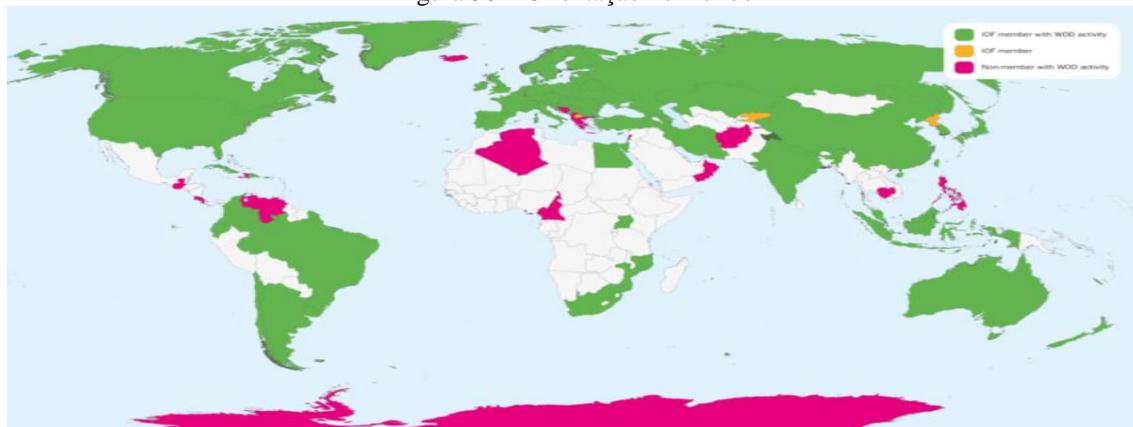 IOF member with WOD activity
IOF member
Non-member with WOD activity